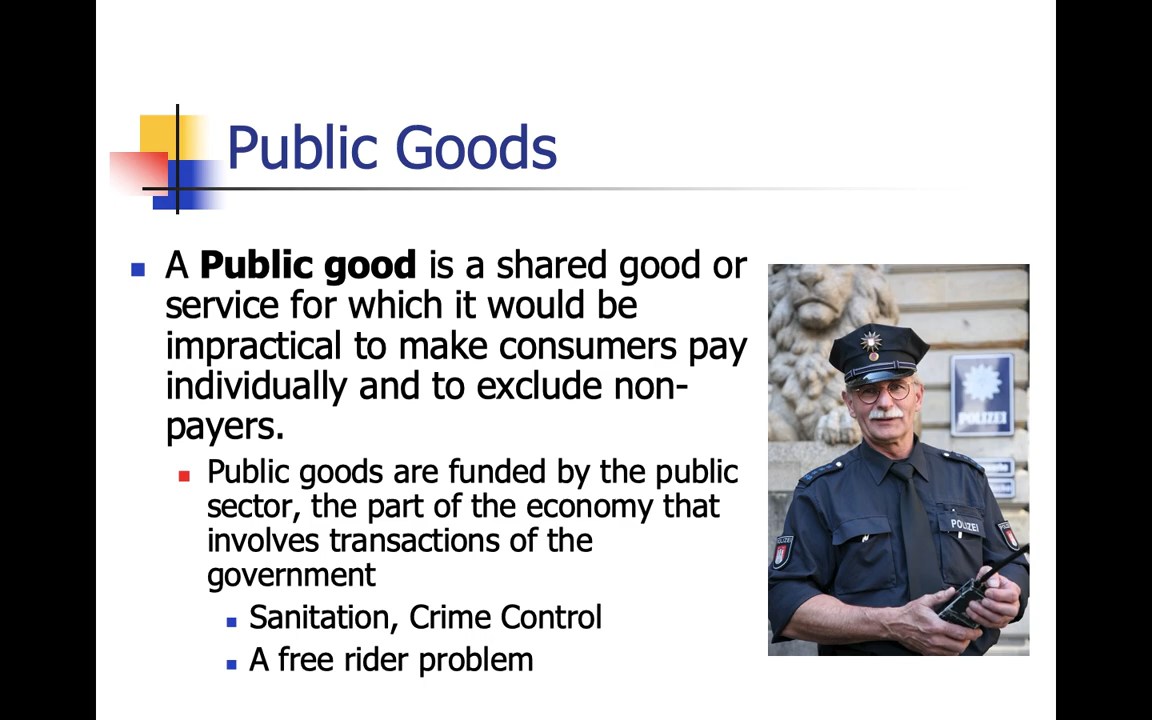 Public Goods
A Public good is a shared good or
service for which it would be
impractical to make consumers pay
individually and to exclude non-
payers.
Public goods are funded by the public
sector, the part of the economy that
involves transactions of the
government
Sanitation, Crime Control
A free rider problem
POLIZEI
POLIZEI
POLIZEI